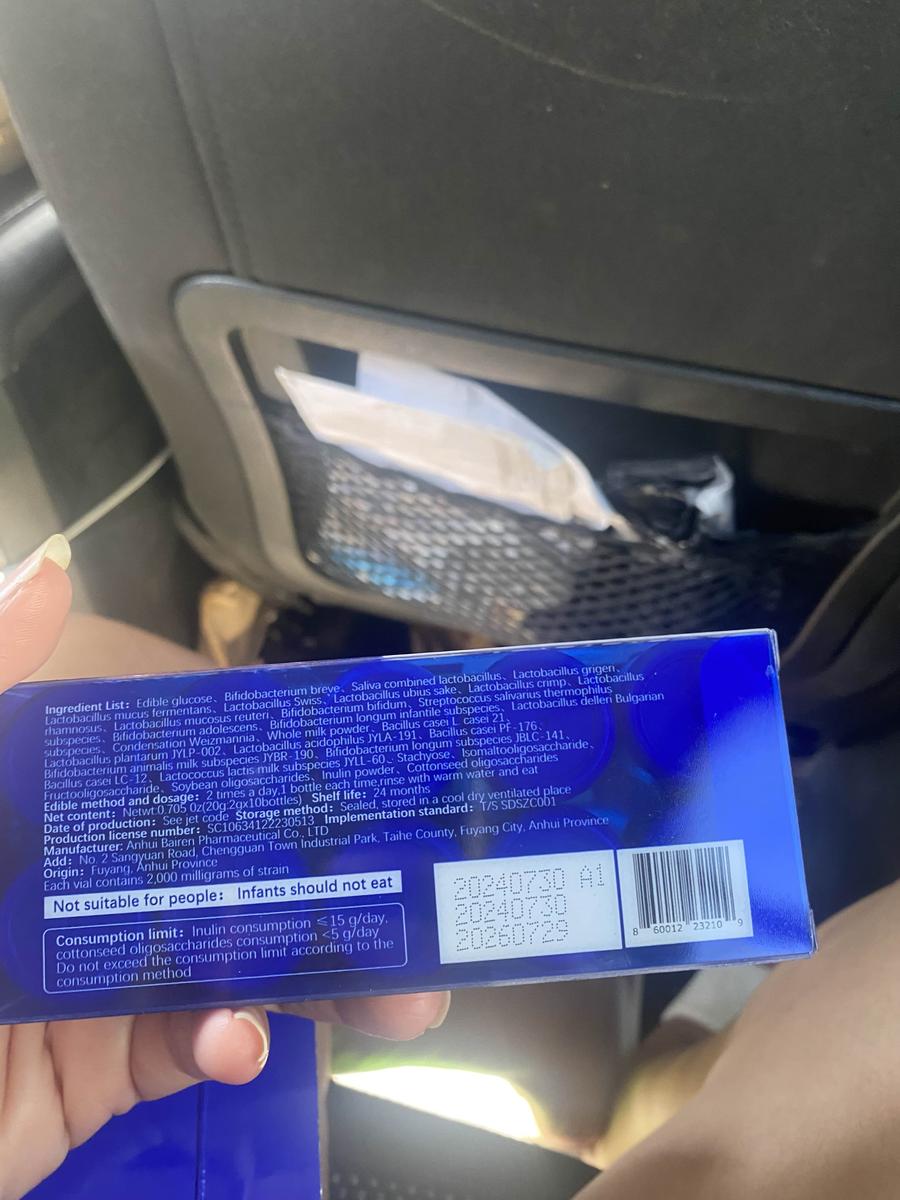 Ingredient List: Edible glucose、Bifidobacterium breve、Saliva combined lactobacillus、Lactobacillus grigen、
Lactobacillus mucus fermentans、Lactobacillus Swiss、Lactobacillus ubius sake、Lactobacillus crimp、Lactobacillus
rhamnosus、Lactobacillus mucosus reuteri、Bifidobacterium bifidum、Streptococcus salivarius thermophilus
subspecies、Bifidobacterium adolescens、Bifidobacterium longum infantile subspecies、Lactobacillus delleri Bulgarian
subspecies、Condensation Weizmannia、Whole milk powder、Bacillus casei L. casei 21、
Lactobacillus plantarum JYLP-002、Lactobacillus acidophilus JYLA-191、Bacillus casei PF-176、
Bifidobacterium animalis milk subspecies JYBR-190、Bifidobacterium longum subspecies JBLC-141、
Bacillus casei LC-12、Lactococcus lactis milk subspecies JYLL-60、Stachyose、Isomaltooligosaccharide、
Fructooligosaccharide、Soybean oligosaccharides、Inulin powder、Cottonseed oligosaccharides
Edible method and dosage: 2 times a day,1 bottle each time,rinse with warm water and eat
Net content: Netwt:0.705 Oz(20g:2gx10bottles) Shelf life: 24 months
Date of production: See jet code Storage method: Sealed, stored in a cool dry ventilated place
Production license number: SC10634122230513 Implementation standard: T/S SDSZC001
Manufacturer: Anhui Bairen Pharmaceutical Co., LTD
Add: No. 2 Sangyuan Road, Chengguan Town Industrial Park, Taihe County, Fuyang City, Anhui Province
Origin: Fuyang, Anhui Province
Each vial contains 2,000 milligrams of strain
Not suitable for people: Infants should not eat
Consumption limit: Inulin consumption ≤15 g/day,
cottonseed oligosaccharides consumption <5 g/day
Do not exceed the consumption limit according to the
consumption method
20240730 A1
20240730
20260729
8 60012 23210 9